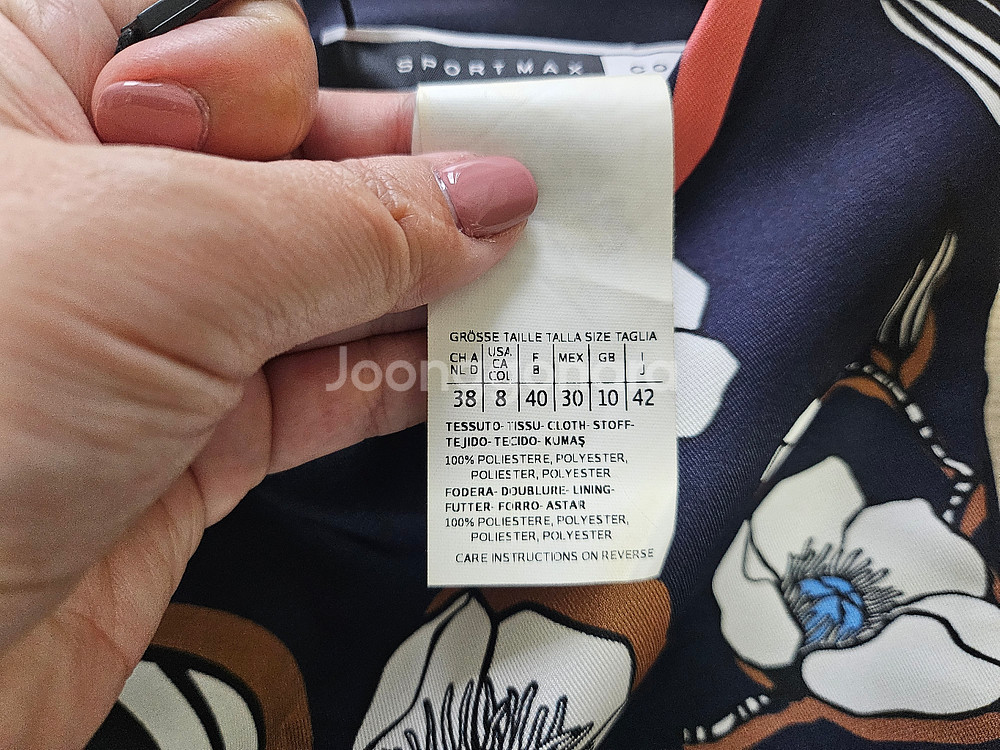 SPORTMAX CO
GRÖSSE TAILLE TALLA SIZE TAGLIA
CH A NL D USA CA COL F B MEX GB I J
38 8 40 30 10 42
TESSUTO- TISSU- CLOTH- STOFF-
TEJIDO- TECIDO- KUMAŞ
100% POLIESTERE, POLYESTER,
POLIESTER, POLYESTER
FODERA- DOUBLURE- LINING-
FUTTER- FORRO- ASTAR
100% POLIESTERE, POLYESTER,
POLIESTER, POLYESTER
CARE INSTRUCTIONS ON REVERSE